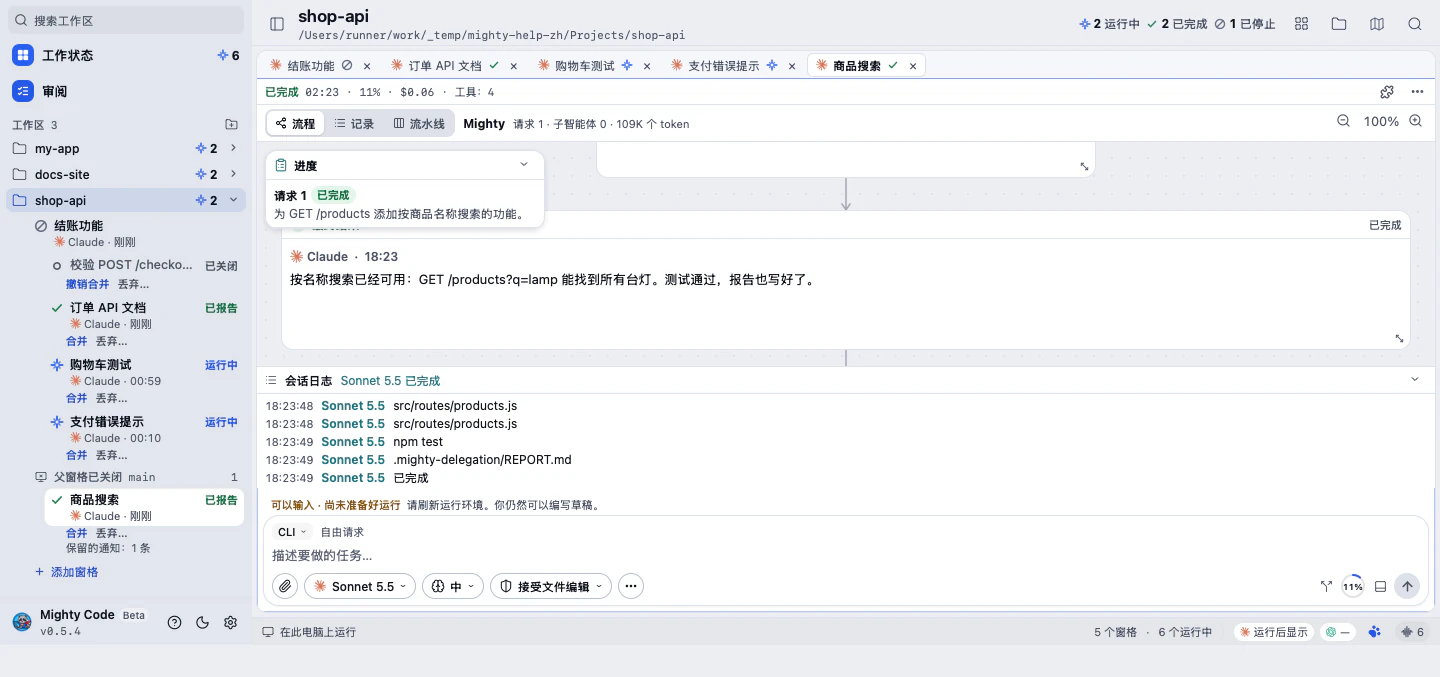 搜索工作区
工作状态 6
审阅
工作区 3
my-app 2
docs-site 2
shop-api 2
结账功能
Claude · 刚刚
校验 POST /checko... 已关闭
撤销合并 丢弃...
订单 API 文档 已报告
Claude · 刚刚
合并 丢弃...
购物车测试 运行中
Claude · 00:59
合并 丢弃...
支付错误提示 运行中
Claude · 00:10
合并 丢弃...
父窗格已关闭 main 1
商品搜索 已报告
Claude · 刚刚
合并 丢弃...
保留的通知：1 条
+ 添加窗格
Mighty Code Beta
v0.5.4
shop-api
/Users/runner/work/_temp/mighty-help-zh/Projects/shop-api
2 运行中 2 已完成 1 已停止
结账功能 订单 API 文档 购物车测试 支付错误提示 商品搜索
已完成 02:23 · 11% · $0.06 · 工具：4
流程 记录 流水线 Mighty 请求 1 · 子智能体 0 · 109K 个 token
100%
进度
请求 1 已完成
为 GET /products 添加按商品名称搜索的功能。
已完成
Claude · 18:23
按名称搜索已经可用：GET /products?q=lamp 能找到所有台灯。测试通过，报告也写好了。
会话日志 Sonnet 5.5 已完成
18:23:48 Sonnet 5.5 src/routes/products.js
18:23:48 Sonnet 5.5 src/routes/products.js
18:23:49 Sonnet 5.5 npm test
18:23:49 Sonnet 5.5 .mighty-delegation/REPORT.md
18:23:49 Sonnet 5.5 已完成
可以输入 · 尚未准备好运行 请刷新运行环境。你仍然可以编写草稿。
CLI 自由请求
描述要做的任务...
Sonnet 5.5 中 接受文件编辑
11%
在此电脑上运行
5 个窗格 · 6 个运行中 运行后显示 — 6